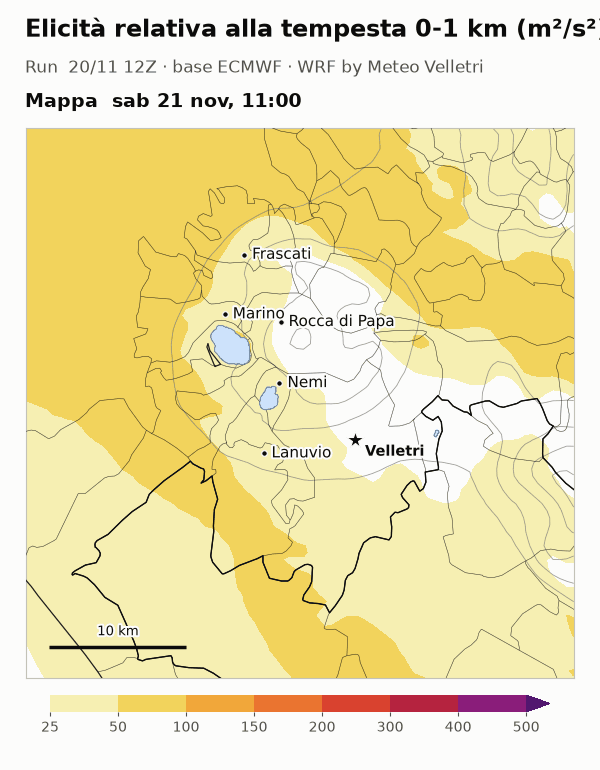 Elicità relativa alla tempesta 0-1 km (m²/s²)
Run 20/11 12Z · base ECMWF · WRF by Meteo Velletri
Mappa sab 21 nov, 11:00
Frascati
Marino
Rocca di Papa
Nemi
Velletri
Lanuvio
10 km
25 50 100 150 200 300 400 500